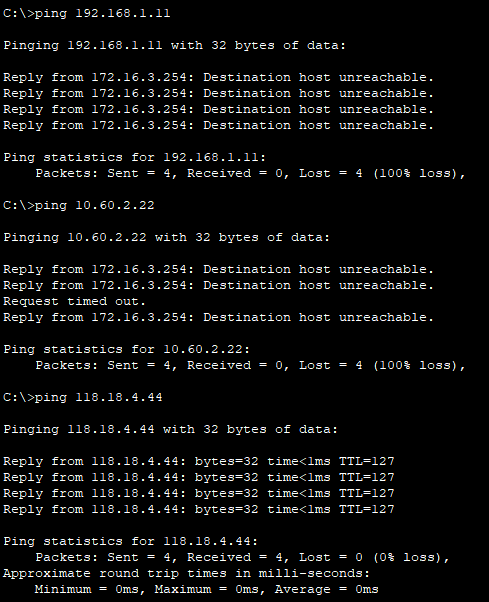 C:\>ping 192.168.1.11
Pinging 192.168.1.11 with 32 bytes of data:
Reply from 172.16.3.254: Destination host unreachable.
Reply from 172.16.3.254: Destination host unreachable.
Reply from 172.16.3.254: Destination host unreachable.
Reply from 172.16.3.254: Destination host unreachable.
Ping statistics for 192.168.1.11:
    Packets: Sent = 4, Received = 0, Lost = 4 (100% loss),
C:\>ping 10.60.2.22
Pinging 10.60.2.22 with 32 bytes of data:
Reply from 172.16.3.254: Destination host unreachable.
Reply from 172.16.3.254: Destination host unreachable.
Request timed out.
Reply from 172.16.3.254: Destination host unreachable.
Ping statistics for 10.60.2.22:
    Packets: Sent = 4, Received = 0, Lost = 4 (100% loss),
C:\>ping 118.18.4.44
Pinging 118.18.4.44 with 32 bytes of data:
Reply from 118.18.4.44: bytes=32 time<1ms TTL=127
Reply from 118.18.4.44: bytes=32 time<1ms TTL=127
Reply from 118.18.4.44: bytes=32 time<1ms TTL=127
Reply from 118.18.4.44: bytes=32 time<1ms TTL=127
Ping statistics for 118.18.4.44:
    Packets: Sent = 4, Received = 4, Lost = 0 (0% loss),
Approximate round trip times in milli-seconds:
    Minimum = 0ms, Maximum = 0ms, Average = 0ms